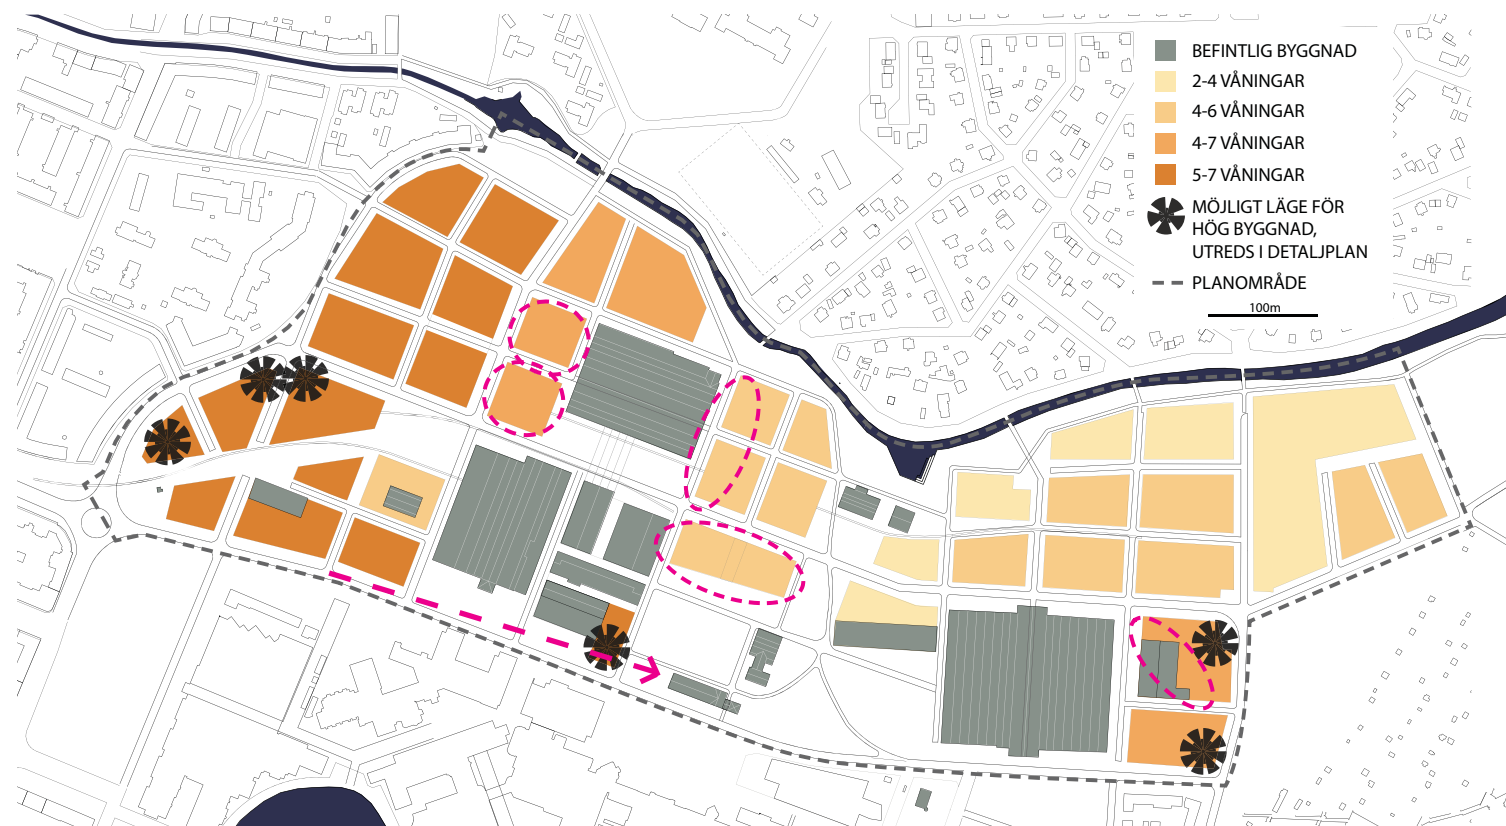 BEFINTLIG BYGGNAD
2-4 VÅNINGAR
4-6 VÅNINGAR
4-7 VÅNINGAR
5-7 VÅNINGAR
MÖJLIGT LÄGE FÖR
HÖG BYGGNAD,
UTREDS I DETALJPLAN
PLANOMRÅDE
100m